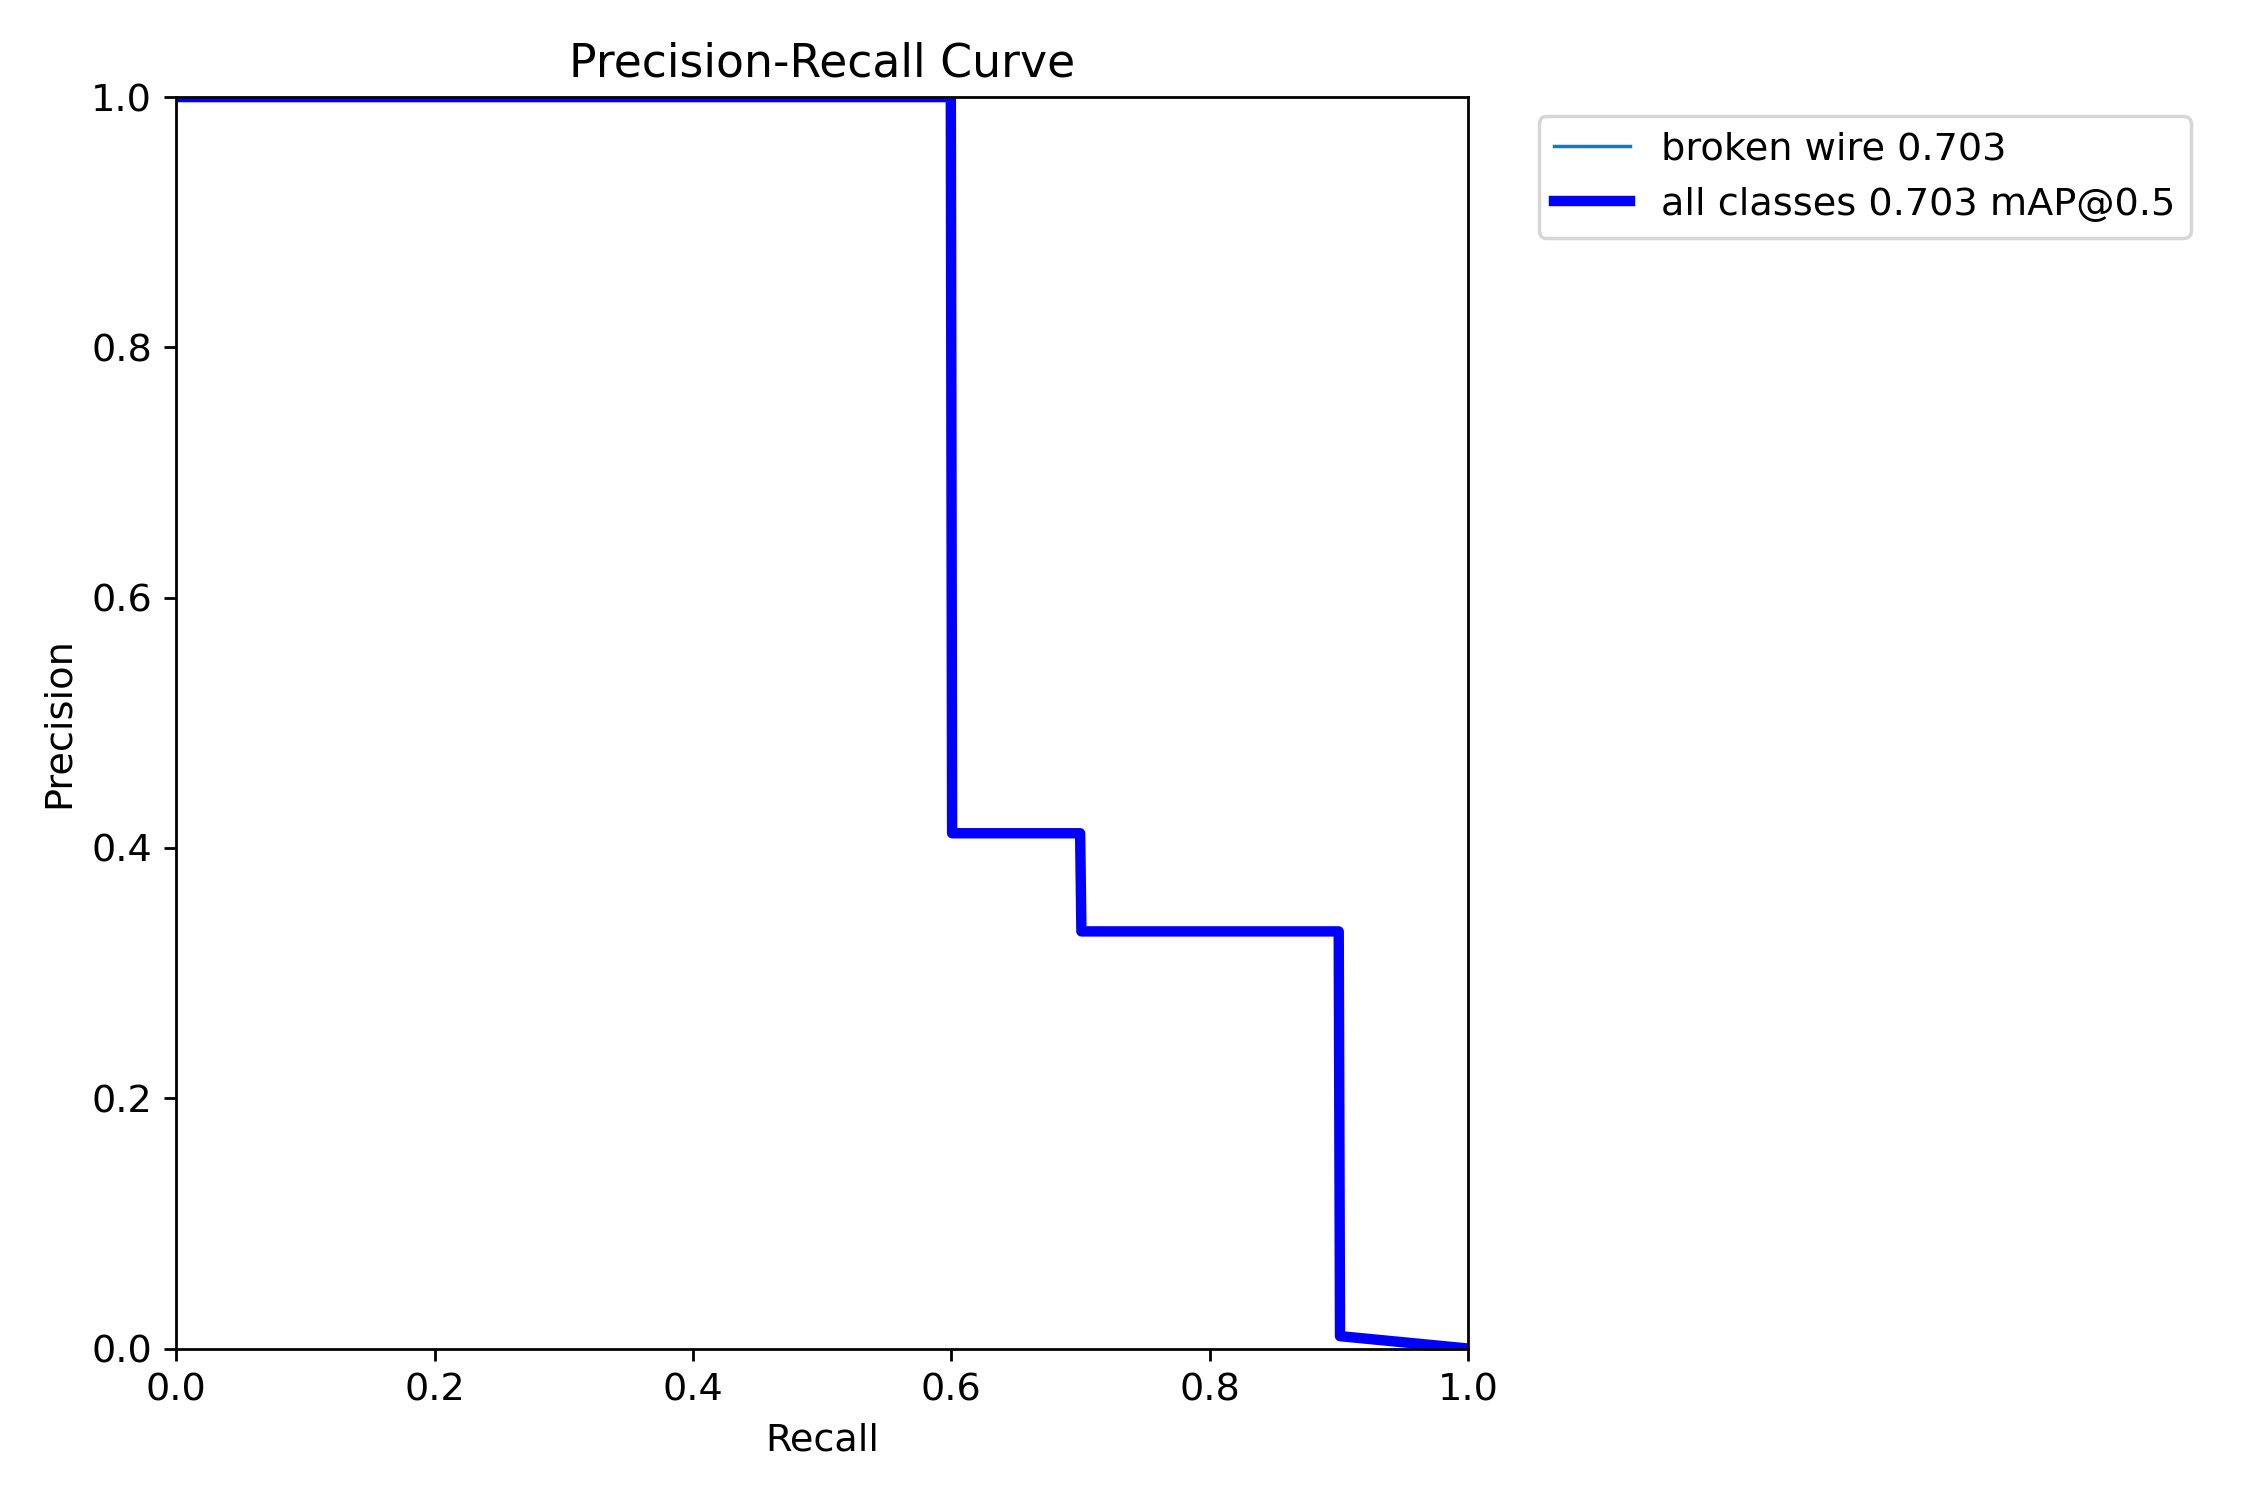 Precision-Recall Curve
1.0
0.8
0.6
0.4
0.2
0.0
Precision
0.0 0.2 0.4 0.6 0.8 1.0
Recall
broken wire 0.703
all classes 0.703 mAP@0.5